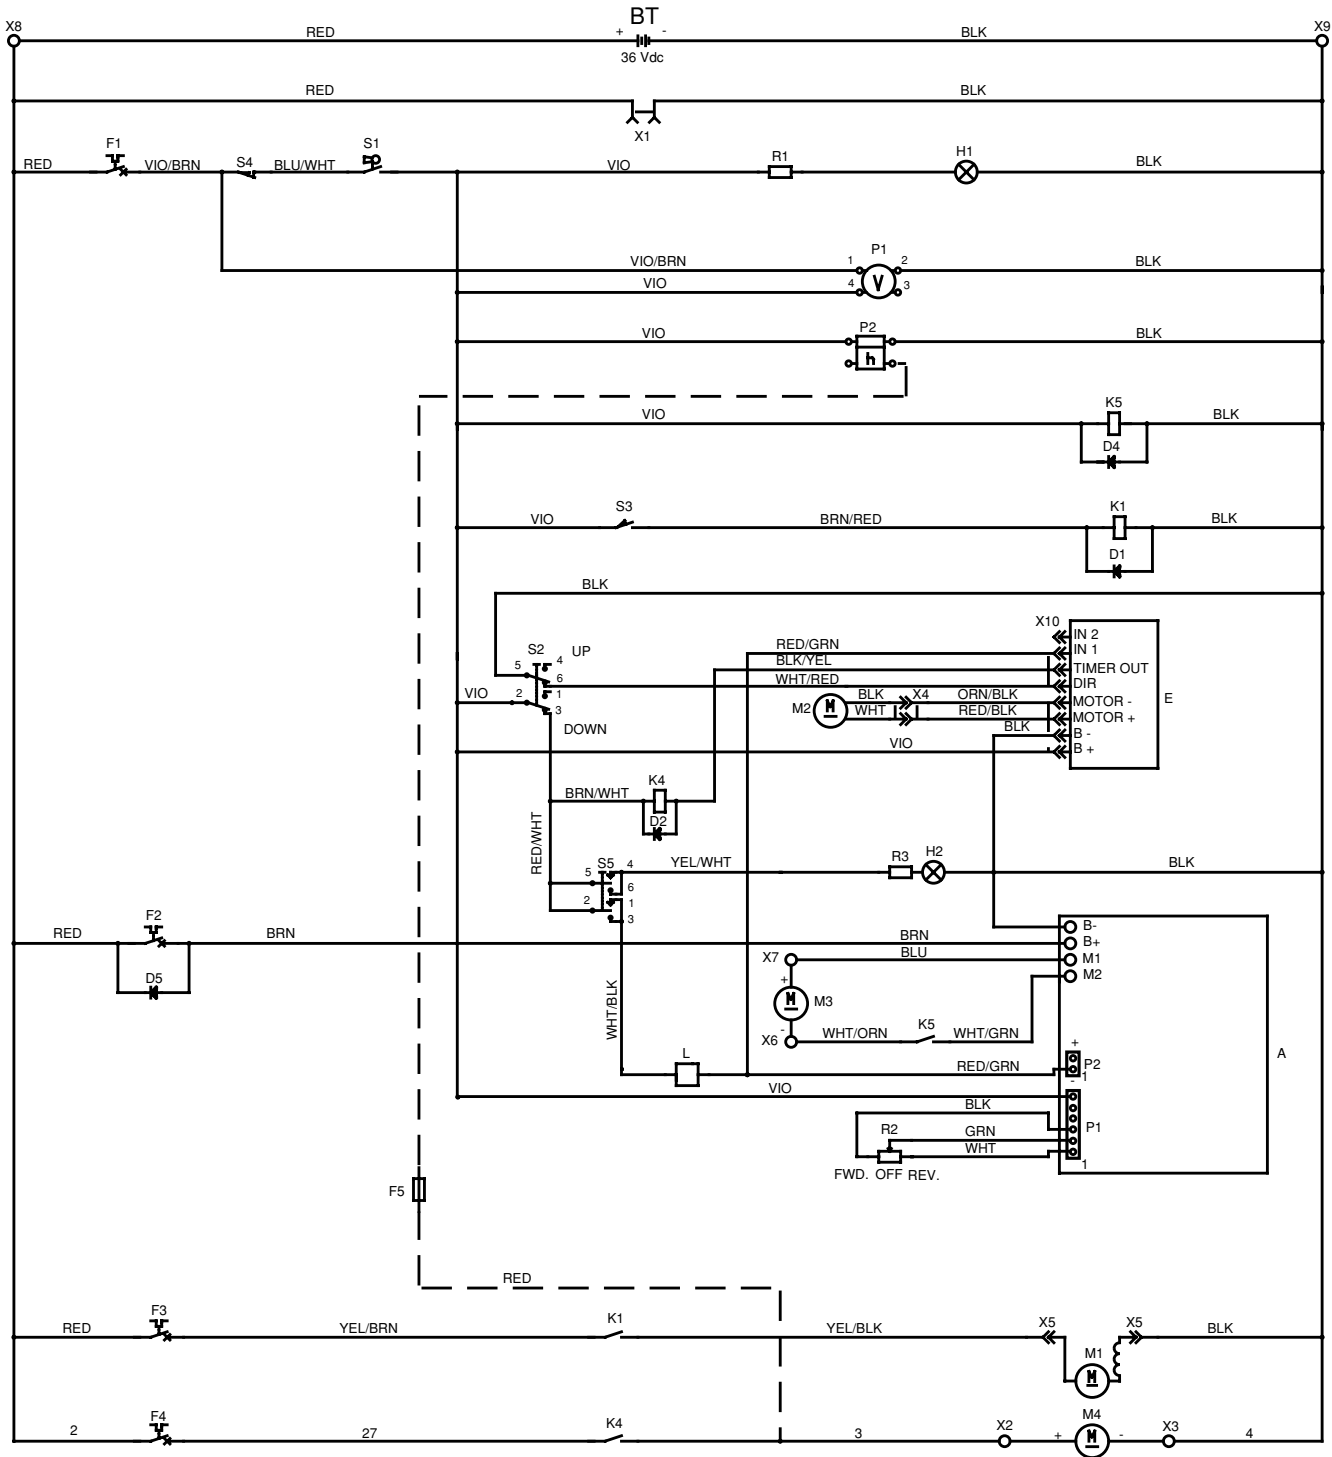 BT
X8 RED + - BLK X9
36 Vdc
RED BLK
X1
F1 S1 R1 H1
RED VIO/BRN S4 BLU/WHT VIO BLK
P1
VIO/BRN 1 2 BLK
V
VIO 4 3
P2
VIO BLK
h
K5
VIO BLK
D4
S3 K1
VIO BRN/RED BLK
D1
BLK
X10
IN 2
RED/GRN IN 1
S2 UP
4
5 BLK/YEL TIMER OUT
6 WHT/RED DIR
VIO 2 1
BLK X4 ORN/BLK MOTOR - E
M2 M
3 WHT RED/BLK MOTOR +
DOWN
BLK B -
VIO B +
K4
BRN/WHT
D2
RED/WHT
S5 4 YEL/WHT R3 H2 BLK
5
6
2 1
3
F2
RED BRN BRN B-
B+
X7 BLU M1
M2
D5
+
M M3
-
WHT/BLK
X6 WHT/ORN K5 WHT/GRN
L
RED/GRN
+
P2
1
-
A
VIO
BLK
R2 GRN P1
WHT
1
FWD. OFF REV.
F5
RED
F3 K1
RED YEL/BRN YEL/BLK X5 X5 BLK
M1
M
F4 K4 M4
2 27 3 X2 + M - X3 4